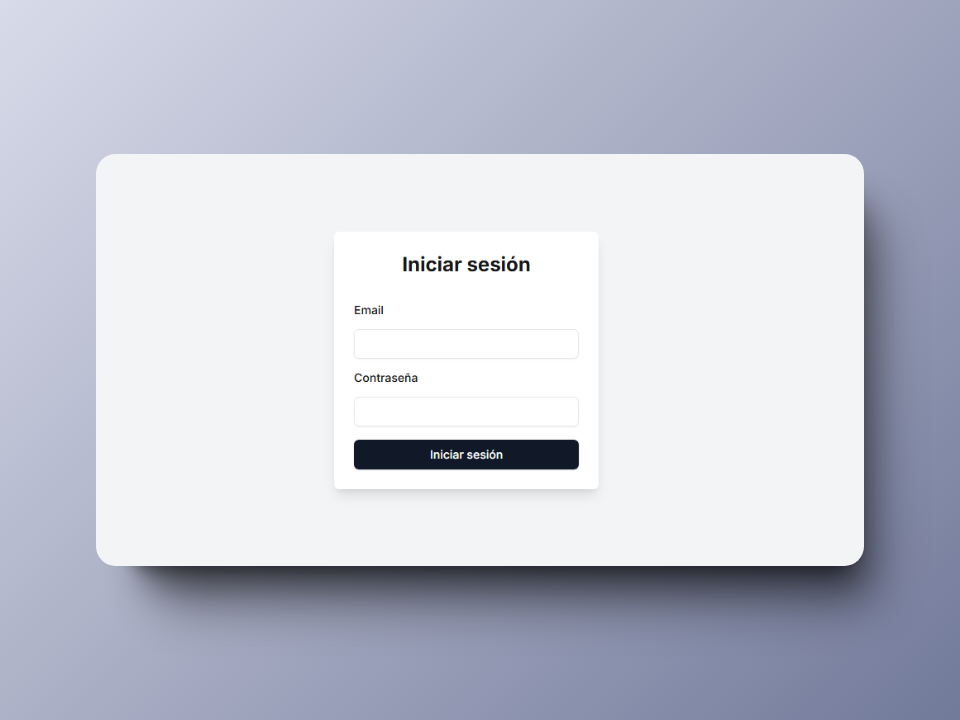 Iniciar sesión
Email
Contraseña
Iniciar sesión